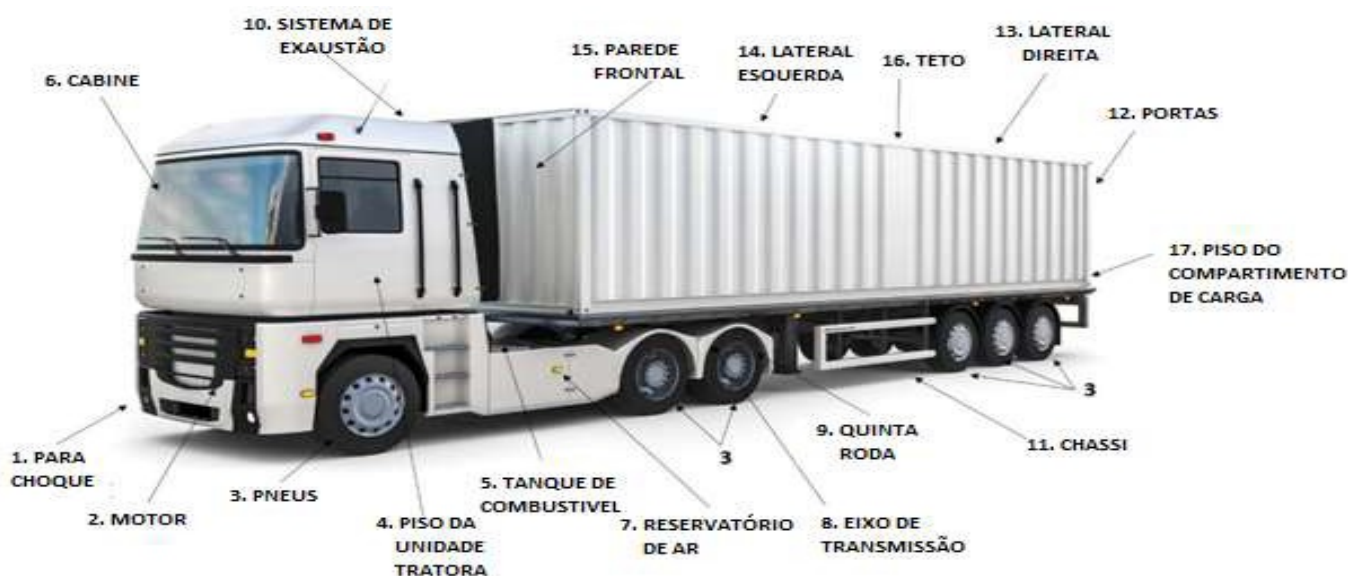 10. SISTEMA DE
EXAUSTÃO
6. CABINE
15. PAREDE
FRONTAL
14. LATERAL
ESQUERDA
16. TETO
13. LATERAL
DIREITA
12. PORTAS
17. PISO DO
COMPARTIMENTO
DE CARGA
3
11. CHASSI
9. QUINTA
RODA
3
1. PARA
CHOQUE
2. MOTOR
3. PNEUS
4. PISO DA
UNIDADE
TRATORA
5. TANQUE DE
COMBUSTIVEL
7. RESERVATÓRIO
DE AR
8. EIXO DE
TRANSMISSÃO